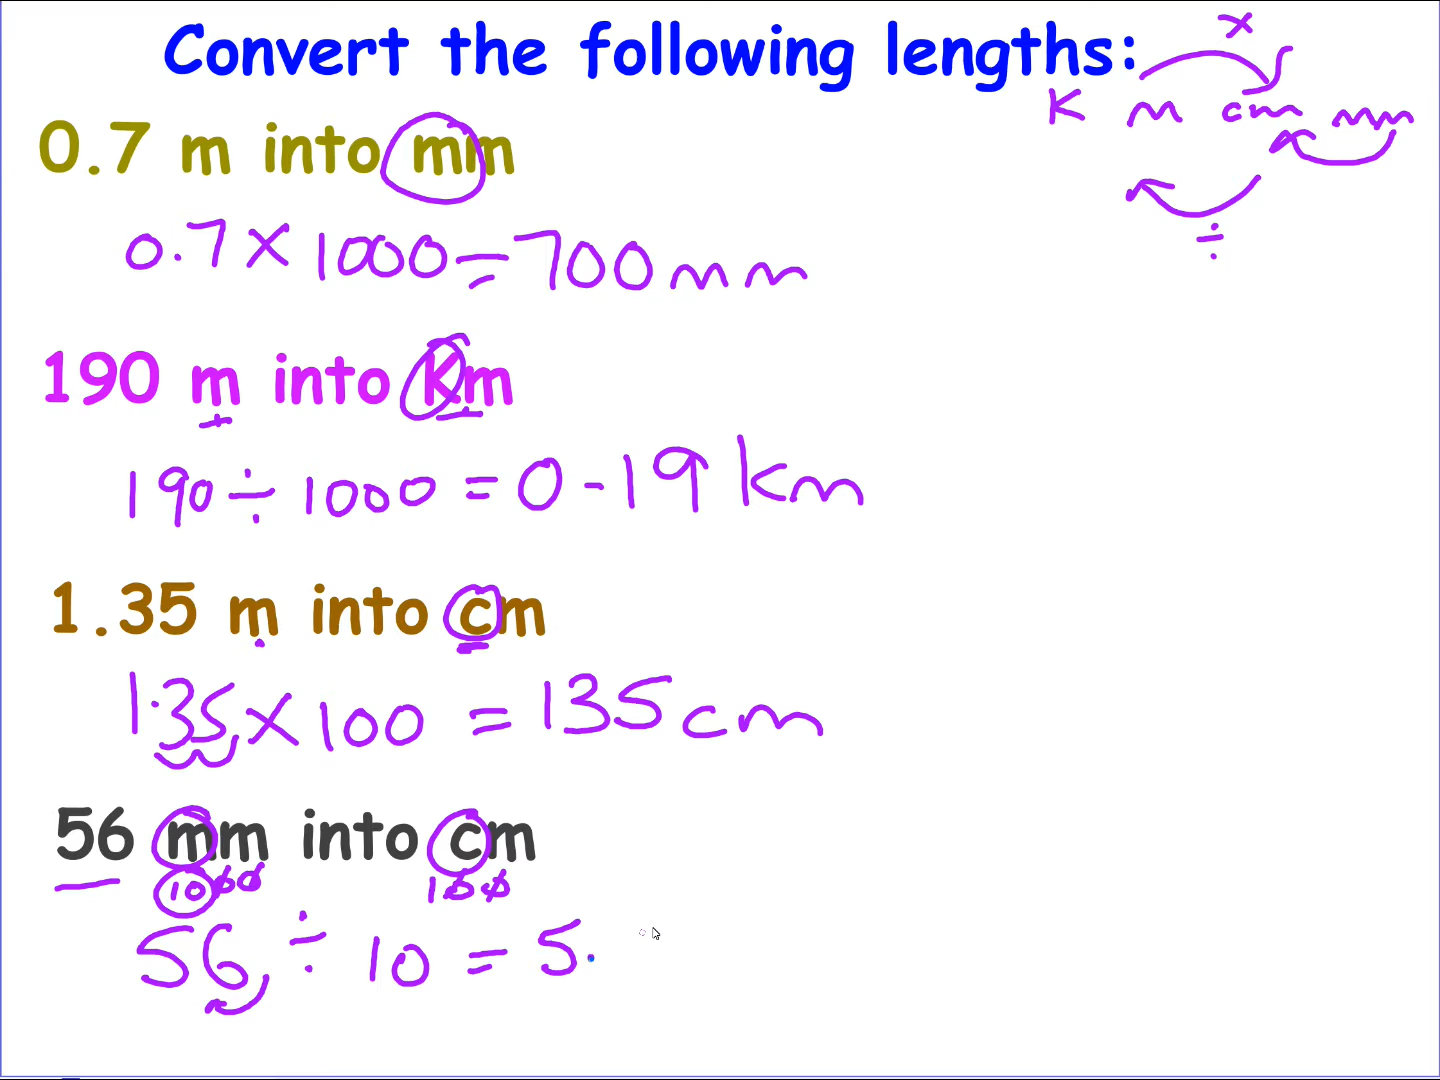 Convert the following lengths:
x
K m cm mm
÷
0.7 m into mm
0.7 × 1000 = 700 mm
190 m into Km
190 ÷ 1000 = 0.19 km
1.35 m into cm
1.35 × 100 = 135 cm
56 mm into cm
1000 100
56 ÷ 10 = 5.